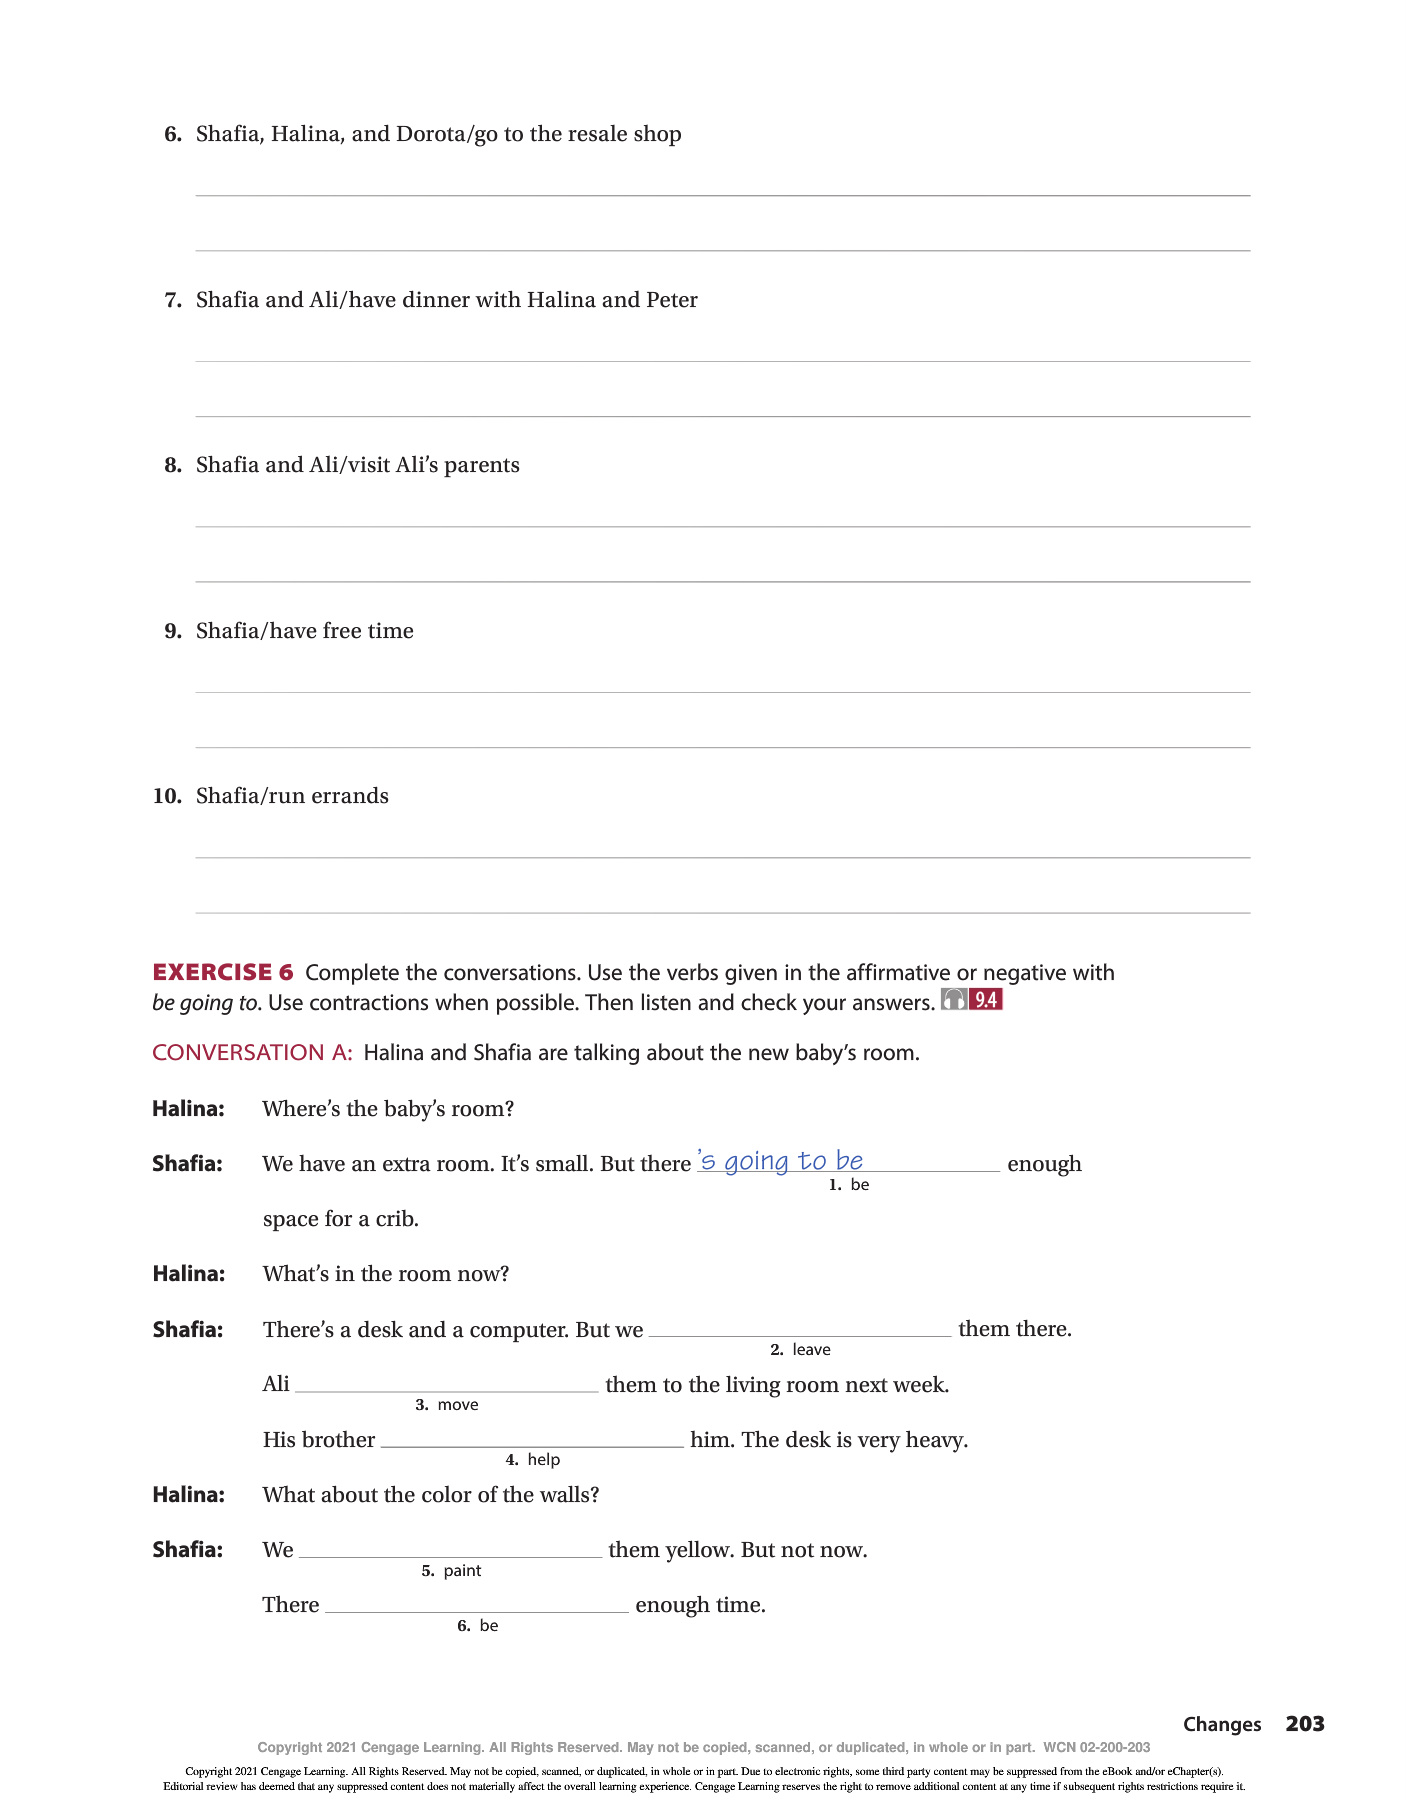 6. Shafia, Halina, and Dorota/go to the resale shop
7. Shafia and Ali/have dinner with Halina and Peter
8. Shafia and Ali/visit Ali’s parents
9. Shafia/have free time
10. Shafia/run errands
EXERCISE 6 Complete the conversations. Use the verbs given in the affirmative or negative with
be going to. Use contractions when possible. Then listen and check your answers. 9.4
CONVERSATION A: Halina and Shafia are talking about the new baby’s room.
Halina: Where’s the baby’s room?
Shafia: We have an extra room. It’s small. But there ’s going to be enough
1. be
space for a crib.
Halina: What’s in the room now?
Shafia: There’s a desk and a computer. But we them there.
2. leave
Ali them to the living room next week.
3. move
His brother him. The desk is very heavy.
4. help
Halina: What about the color of the walls?
Shafia: We them yellow. But not now.
5. paint
There enough time.
6. be
Changes 203
Copyright 2021 Cengage Learning. All Rights Reserved. May not be copied, scanned, or duplicated, in whole or in part. WCN 02-200-203
Copyright 2021 Cengage Learning. All Rights Reserved. May not be copied, scanned, or duplicated, in whole or in part. Due to electronic rights, some third party content may be suppressed from the eBook and/or eChapter(s).
Editorial review has deemed that any suppressed content does not materially affect the overall learning experience. Cengage Learning reserves the right to remove additional content at any time if subsequent rights restrictions require it.